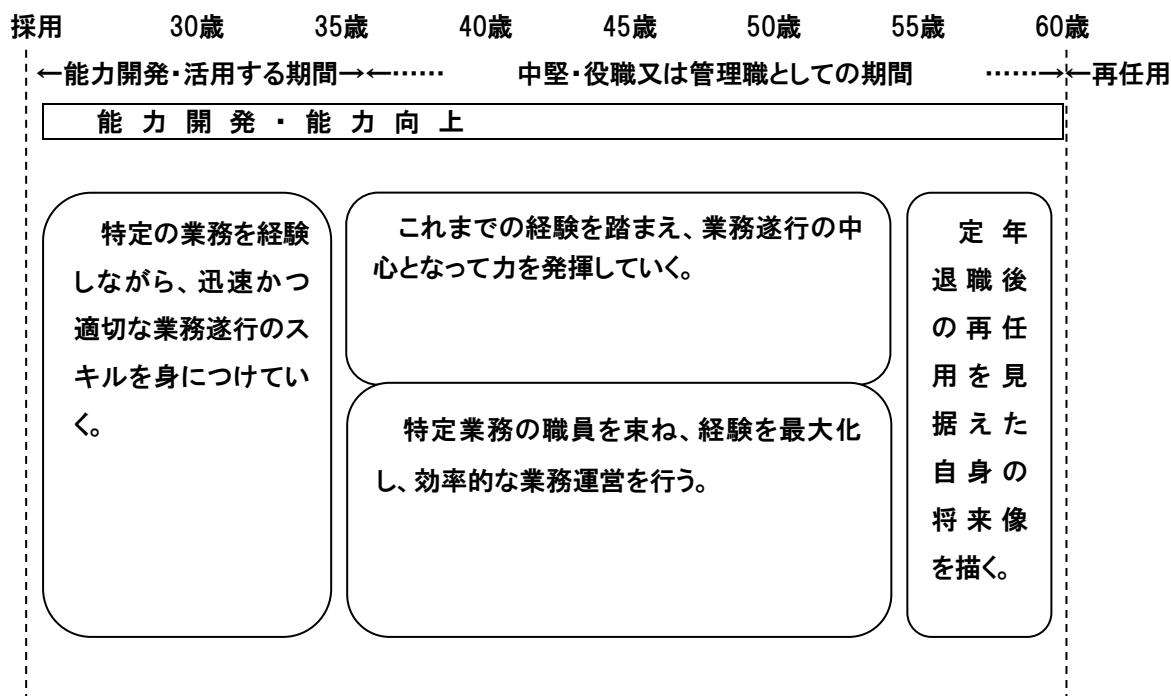 採用 30歳 35歳 40歳 45歳 50歳 55歳 60歳
←能力開発・活用する期間→←…… 中堅・役職又は管理職としての期間 ……→←再任用
能力開発・能力向上
特定の業務を経験
しながら、迅速かつ
適切な業務遂行のス
キルを身につけてい
く。
これまでの経験を踏まえ、業務遂行の中
心となって力を発揮していく。
特定業務の職員を束ね、経験を最大化
し、効率的な業務運営を行う。
定年
退職後
の再任
用を見
据えた
自身の
将来像
を描く。